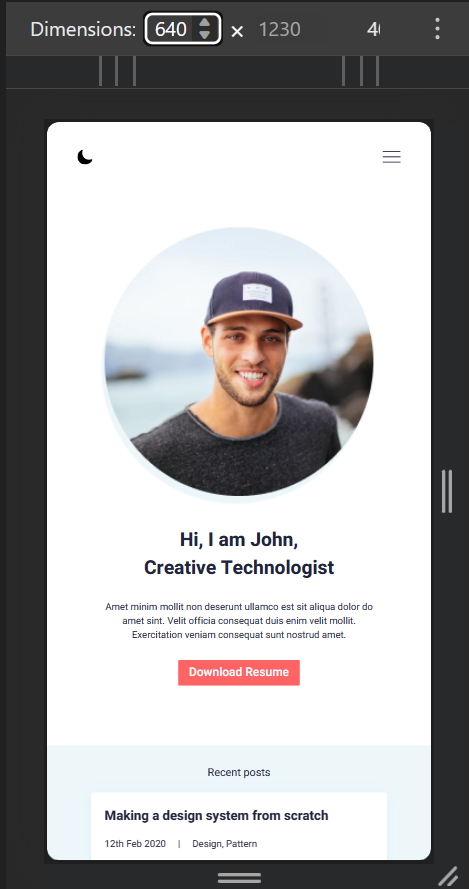 Dimensions: 640 × 1230
Hi, I am John,
Creative Technologist
Amet minim mollit non deserunt ullamco est sit aliqua dolor do
amet sint. Velit officia consequat duis enim velit mollit.
Exercitation veniam consequat sunt nostrud amet.
Download Resume
Recent posts
Making a design system from scratch
12th Feb 2020 | Design, Pattern